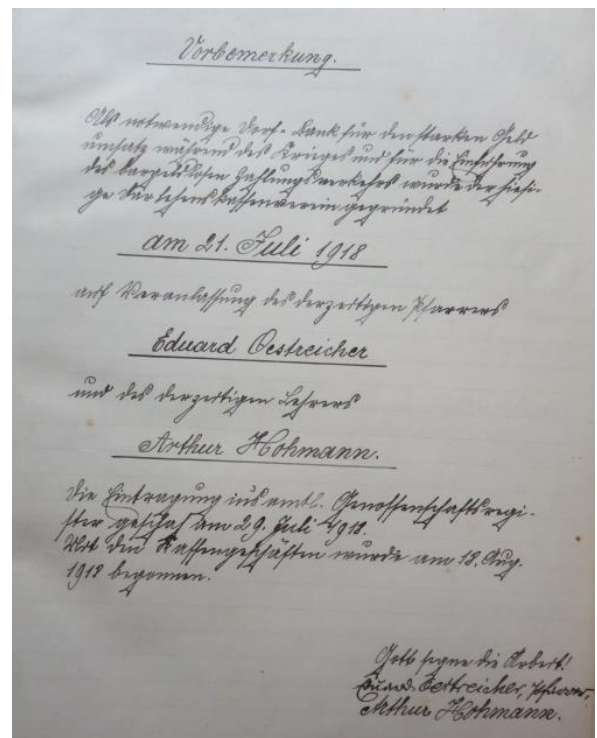 Vorbemerkung.
Als notwendige Dorf-Bank für den starken Geld
umsatz während des Krieges und für die Einführung
des bargeldlosen Zahlungsverkehrs wurde der hiesi-
ge Darlehenskassenverein gegründet
am 21. Juli 1918
auf Veranlassung des derzeitigen Pfarrers
Eduard Oestreicher
und des derzeitigen Lehrers
Arthur Hohmann.
Die Eintragung ins amtl. Genossenschaftsregi-
ster geschah am 29. Juli 1918.
Mit den Kassengeschäften wurde am 18. Aug.
1918 begonnen.
Gott segne die Arbeit!
Eduard Oestreicher, Pfarrer,
Arthur Hohmann.